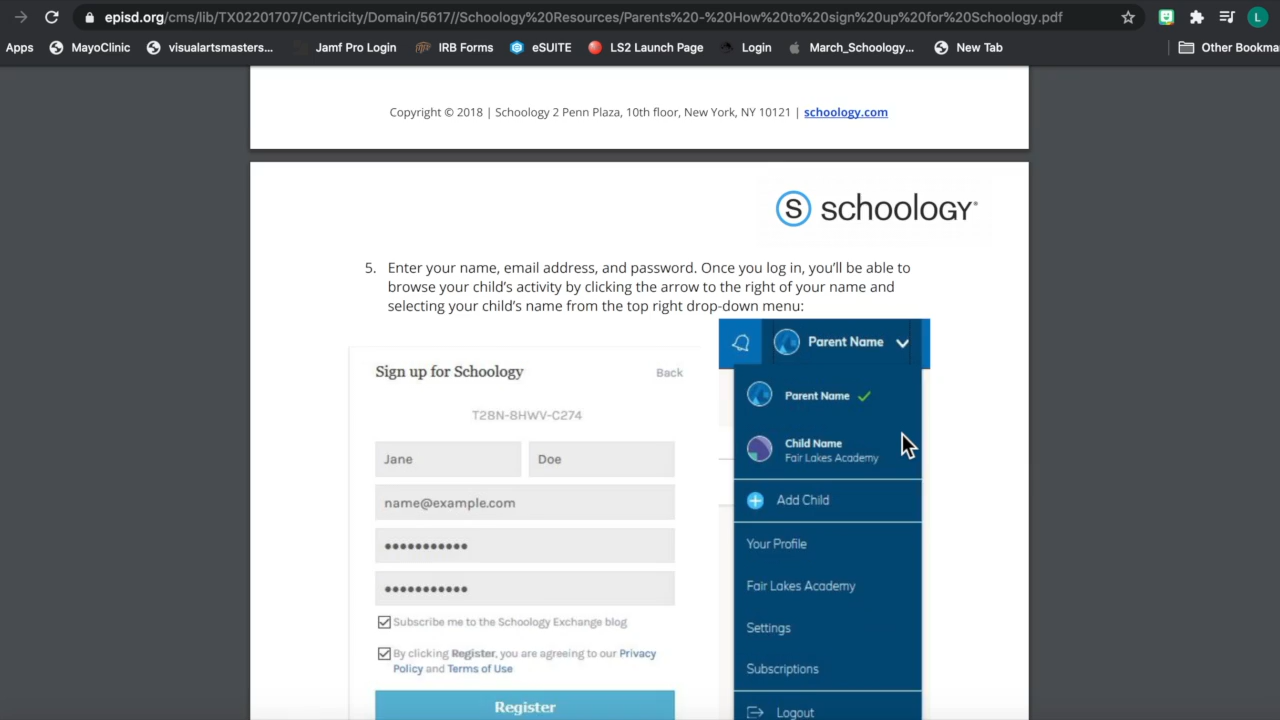 episd.org/cms/lib/TX02201707/Centricity/Domain/5617//Schoology%20Resources/Parents%20-%20How%20to%20sign%20up%20for%20Schoology.pdf
L
Apps MayoClinic visualartsmasters... Jamf Pro Login IRB Forms eSUITE LS2 Launch Page Login March_Schoology... New Tab Other Bookma
Copyright © 2018 | Schoology 2 Penn Plaza, 10th floor, New York, NY 10121 | schoology.com
S schoology
5. Enter your name, email address, and password. Once you log in, you'll be able to
browse your child's activity by clicking the arrow to the right of your name and
selecting your child's name from the top right drop-down menu:
Sign up for Schoology Back
T28N-8HWV-C274
Jane Doe
name@example.com
•••••••••••
•••••••••••
Subscribe me to the Schoology Exchange blog
By clicking Register, you are agreeing to our Privacy
Policy and Terms of Use
Register
Parent Name
Parent Name
Child Name
Fair Lakes Academy
Add Child
Your Profile
Fair Lakes Academy
Settings
Subscriptions
Logout